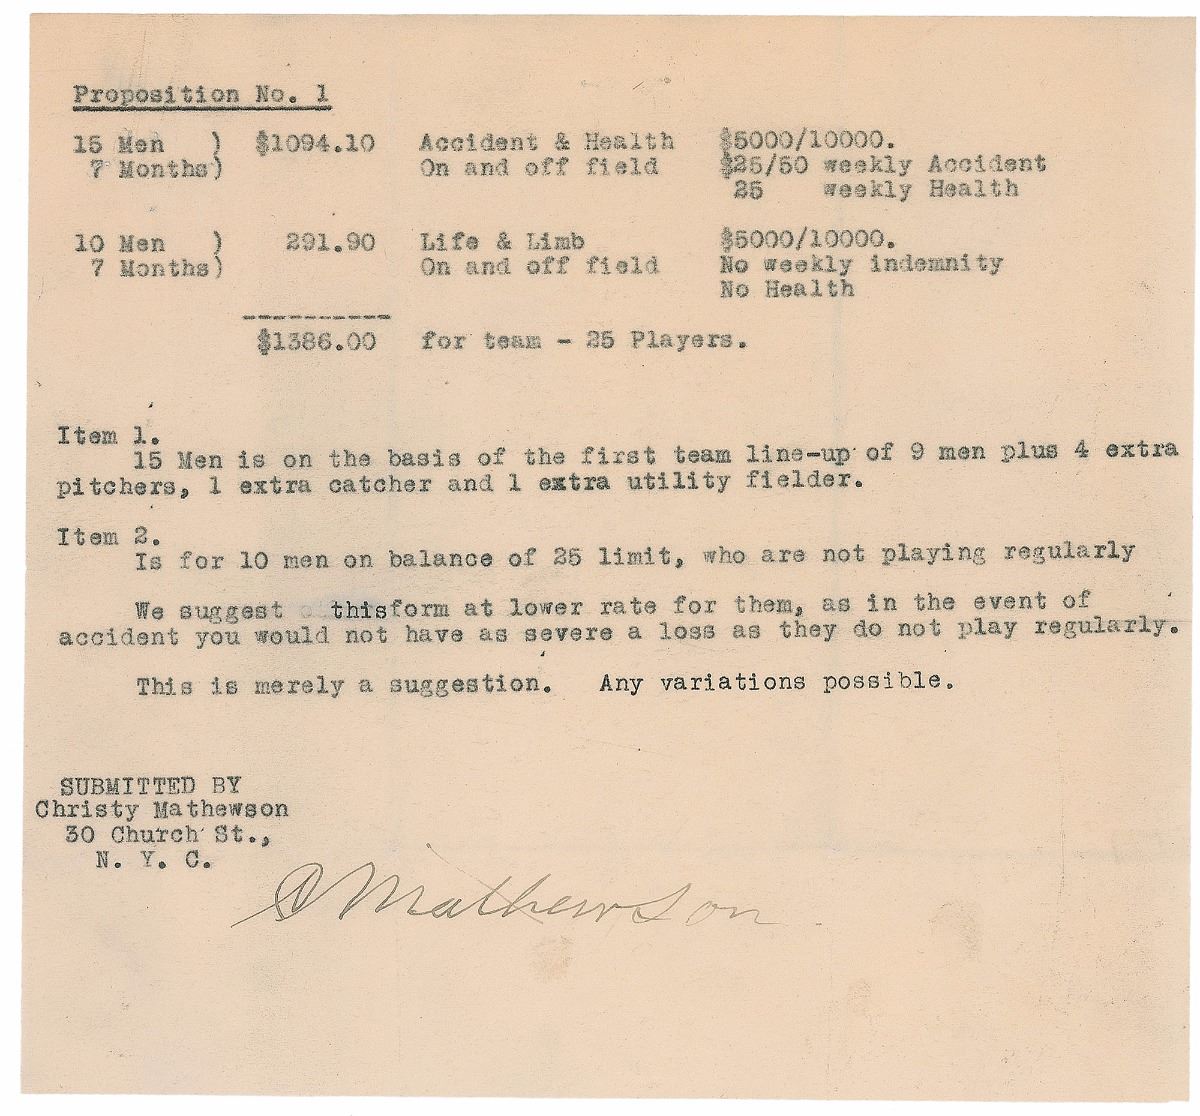 Proposition No. 1
15 Men ) $1094.10 Accident & Health $5000/10000.
7 Months) On and off field $25/50 weekly Accident
25 weekly Health
10 Men ) 291.90 Life & Limb $5000/10000.
7 Months) On and off field No weekly indemnity
No Health
----------
$1386.00 for team - 25 Players.
Item 1.
15 Men is on the basis of the first team line-up of 9 men plus 4 extra
pitchers, 1 extra catcher and 1 extra utility fielder.
Item 2.
Is for 10 men on balance of 25 limit, who are not playing regularly
We suggest thisform at lower rate for them, as in the event of
accident you would not have as severe a loss as they do not play regularly.
This is merely a suggestion. Any variations possible.
SUBMITTED BY
Christy Mathewson
30 Church St.,
N. Y. C.
C Mathewson